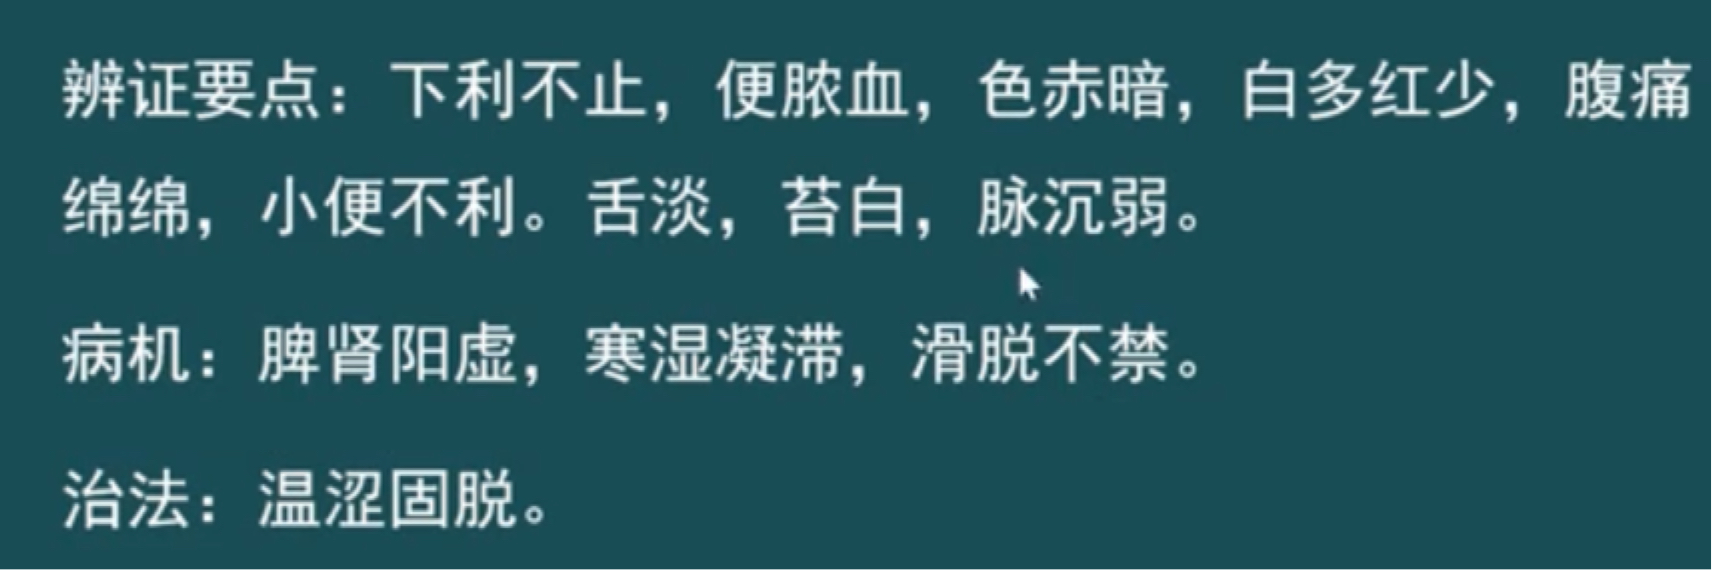 辨证要点：下利不止，便脓血，色赤暗，白多红少，腹痛
绵绵，小便不利。舌淡，苔白，脉沉弱。
病机：脾肾阳虚，寒湿凝滞，滑脱不禁。
治法：温涩固脱。